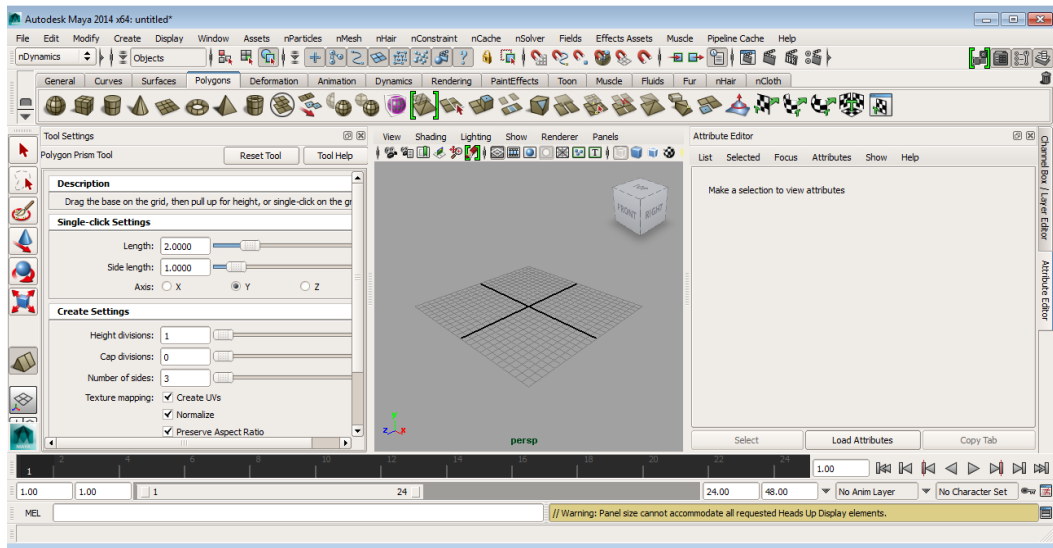 Autodesk Maya 2014 x64: untitled*
File Edit Modify Create Display Window Assets nParticles nMesh nHair nConstraint nCache nSolver Fields Effects Assets Muscle Pipeline Cache Help
nDynamics Objects
General Curves Surfaces Polygons Deformation Animation Dynamics Rendering PaintEffects Toon Muscle Fluids Fur nHair nCloth
Tool Settings
Polygon Prism Tool Reset Tool Tool Help
Description
Drag the base on the grid, then pull up for height, or single-click on the gr
Single-click Settings
Length: 2.0000
Side length: 1.0000
Axis: X Y Z
Create Settings
Height divisions: 1
Cap divisions: 0
Number of sides: 3
Texture mapping: Create UVs
Normalize
Preserve Aspect Ratio
View Shading Lighting Show Renderer Panels
TOP
FRONT RIGHT
y
z x
persp
Attribute Editor
List Selected Focus Attributes Show Help
Make a selection to view attributes
Select Load Attributes Copy Tab
Channel Box / Layer Editor
Attribute Editor
2 4 6 8 10 12 14 16 18 20 22 24
1 1.00
1.00 1.00 1 24 24.00 48.00 No Anim Layer No Character Set
MEL // Warning: Panel size cannot accommodate all requested Heads Up Display elements.